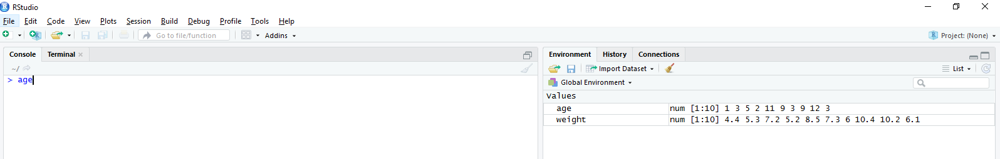 RStudio
File Edit Code View Plots Session Build Debug Profile Tools Help
Go to file/function Addins Project: (None)
Console Terminal
~/
> age
Environment History Connections
Import Dataset List
Global Environment
Values
age num [1:10] 1 3 5 2 11 9 3 9 12 3
weight num [1:10] 4.4 5.3 7.2 5.2 8.5 7.3 6 10.4 10.2 6.1